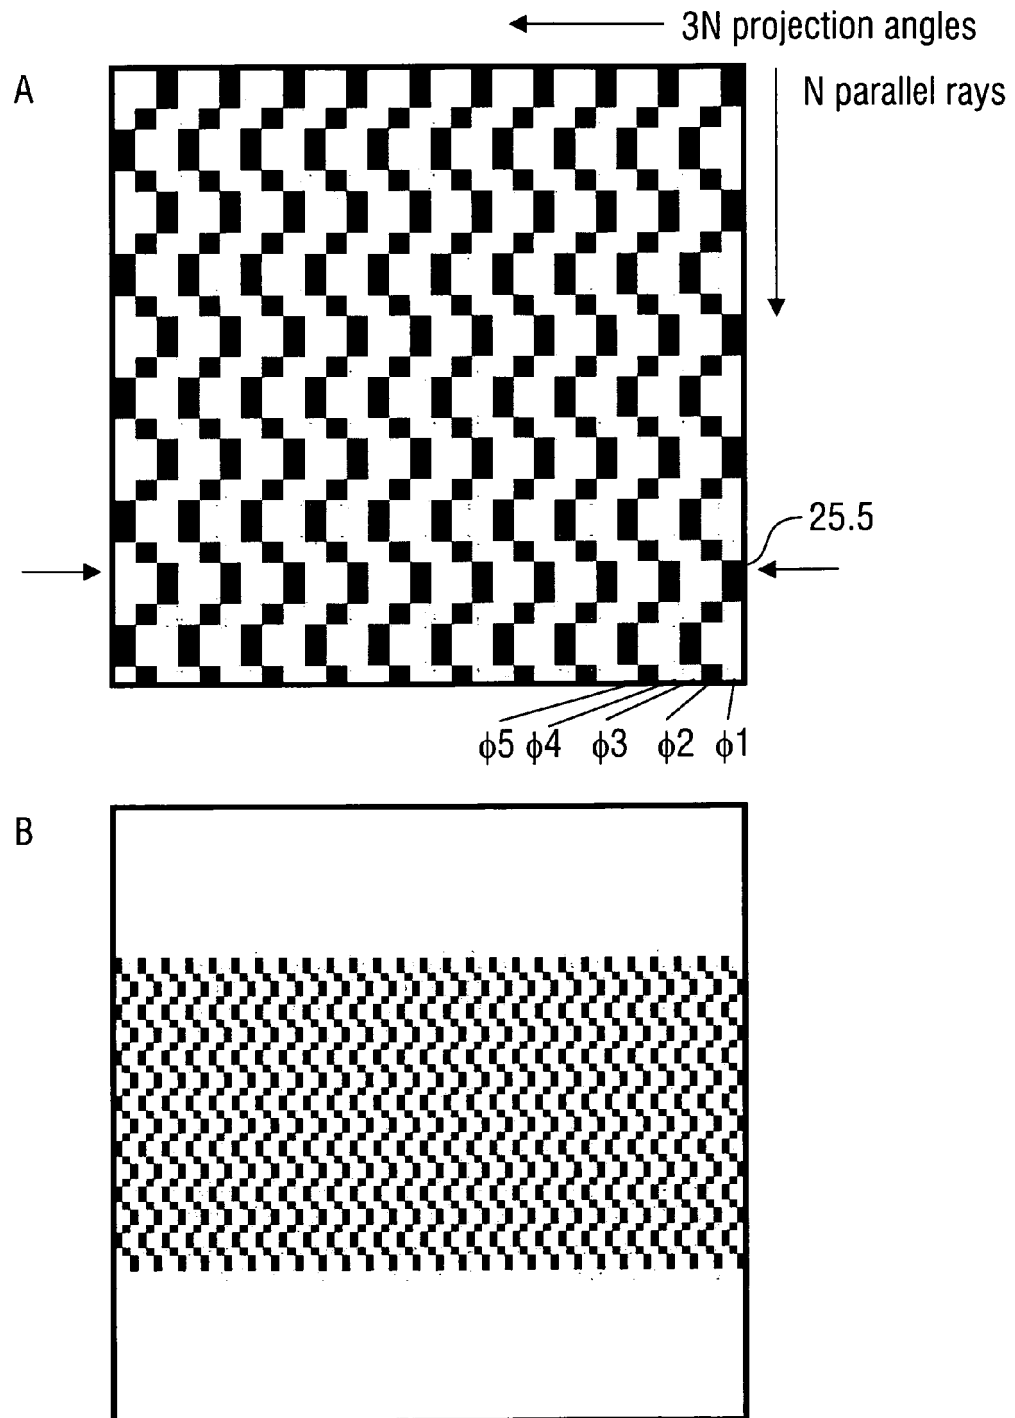 3N projection angles
A
N parallel rays
25.5
ϕ5 ϕ4 ϕ3 ϕ2 ϕ1
B